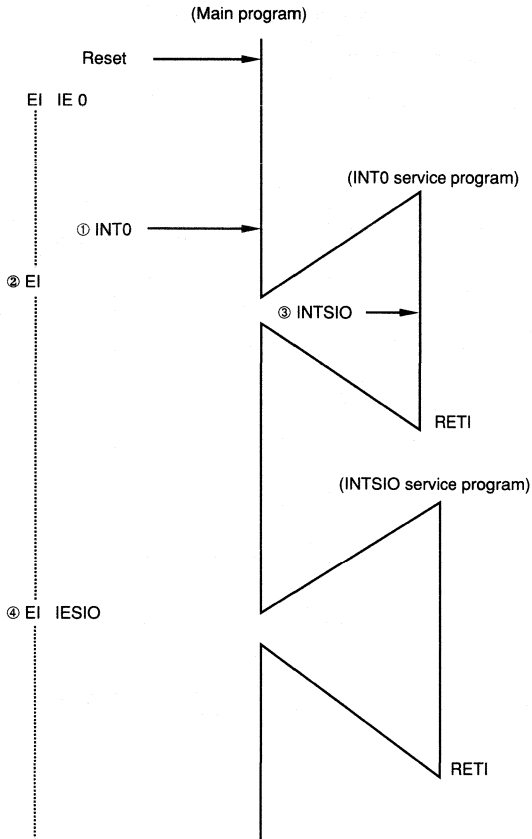 (Main program)
Reset
EI IE 0
(INT0 service program)
① INT0
② EI
③ INTSIO
RETI
(INTSIO service program)
④ EI IESIO
RETI